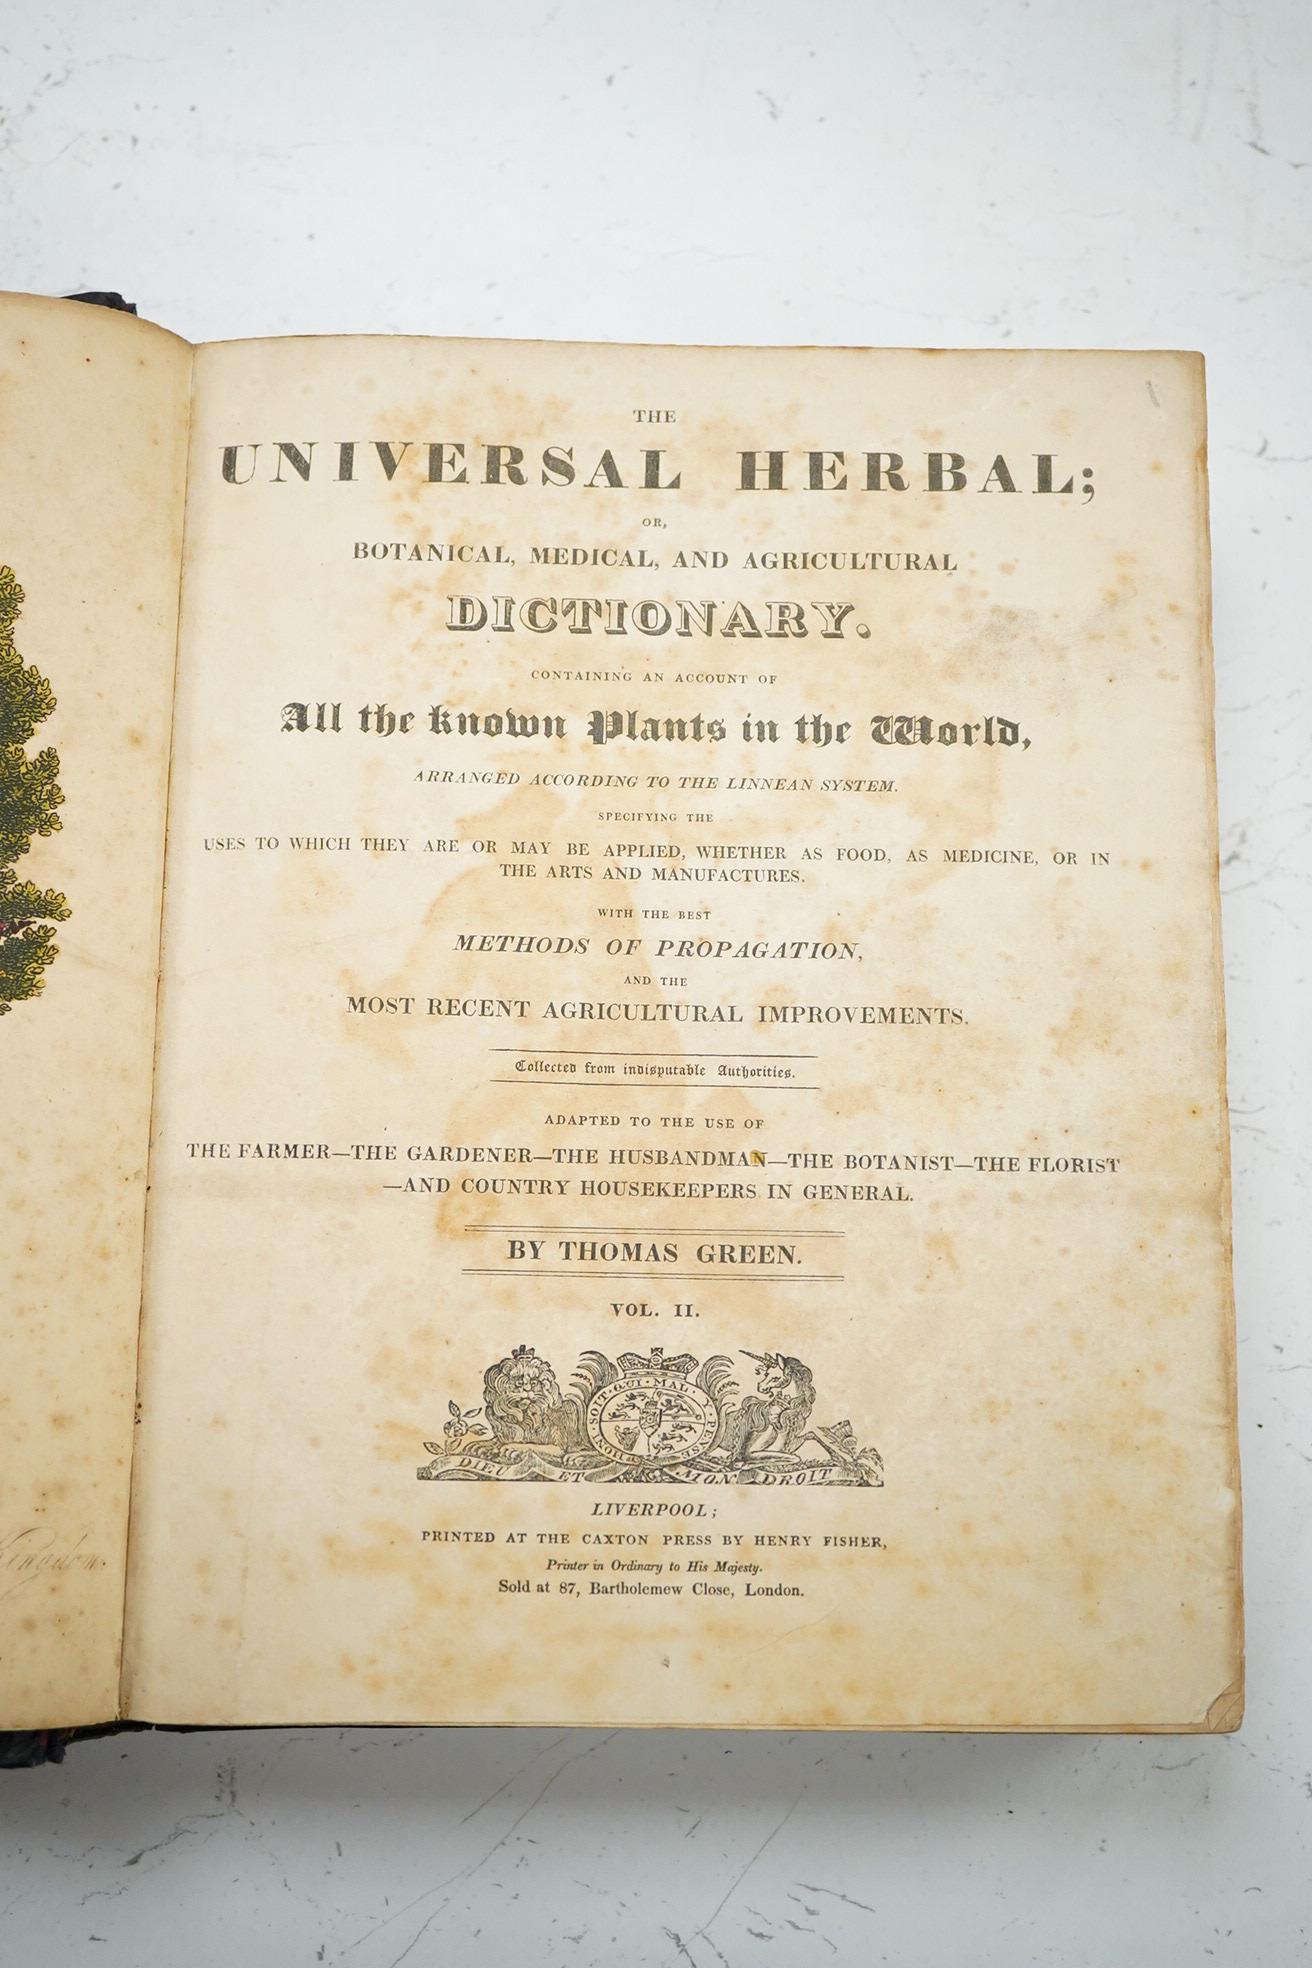 THE
UNIVERSAL HERBAL;
OR,
BOTANICAL, MEDICAL, AND AGRICULTURAL
DICTIONARY.
CONTAINING AN ACCOUNT OF
All the known Plants in the World,
ARRANGED ACCORDING TO THE LINNEAN SYSTEM.
SPECIFYING THE
USES TO WHICH THEY ARE OR MAY BE APPLIED, WHETHER AS FOOD, AS MEDICINE, OR IN
THE ARTS AND MANUFACTURES.
WITH THE BEST
METHODS OF PROPAGATION,
AND THE
MOST RECENT AGRICULTURAL IMPROVEMENTS.
Collected from indisputable Authorities.
ADAPTED TO THE USE OF
THE FARMER—THE GARDENER—THE HUSBANDMAN—THE BOTANIST—THE FLORIST
—AND COUNTRY HOUSEKEEPERS IN GENERAL.
BY THOMAS GREEN.
VOL. II.
HONI·SOIT·QUI·MAL·Y·PENSE
DIEU ET MON DROIT
LIVERPOOL;
PRINTED AT THE CAXTON PRESS BY HENRY FISHER,
Printer in Ordinary to His Majesty.
Sold at 87, Bartholemew Close, London.
Kingdom.